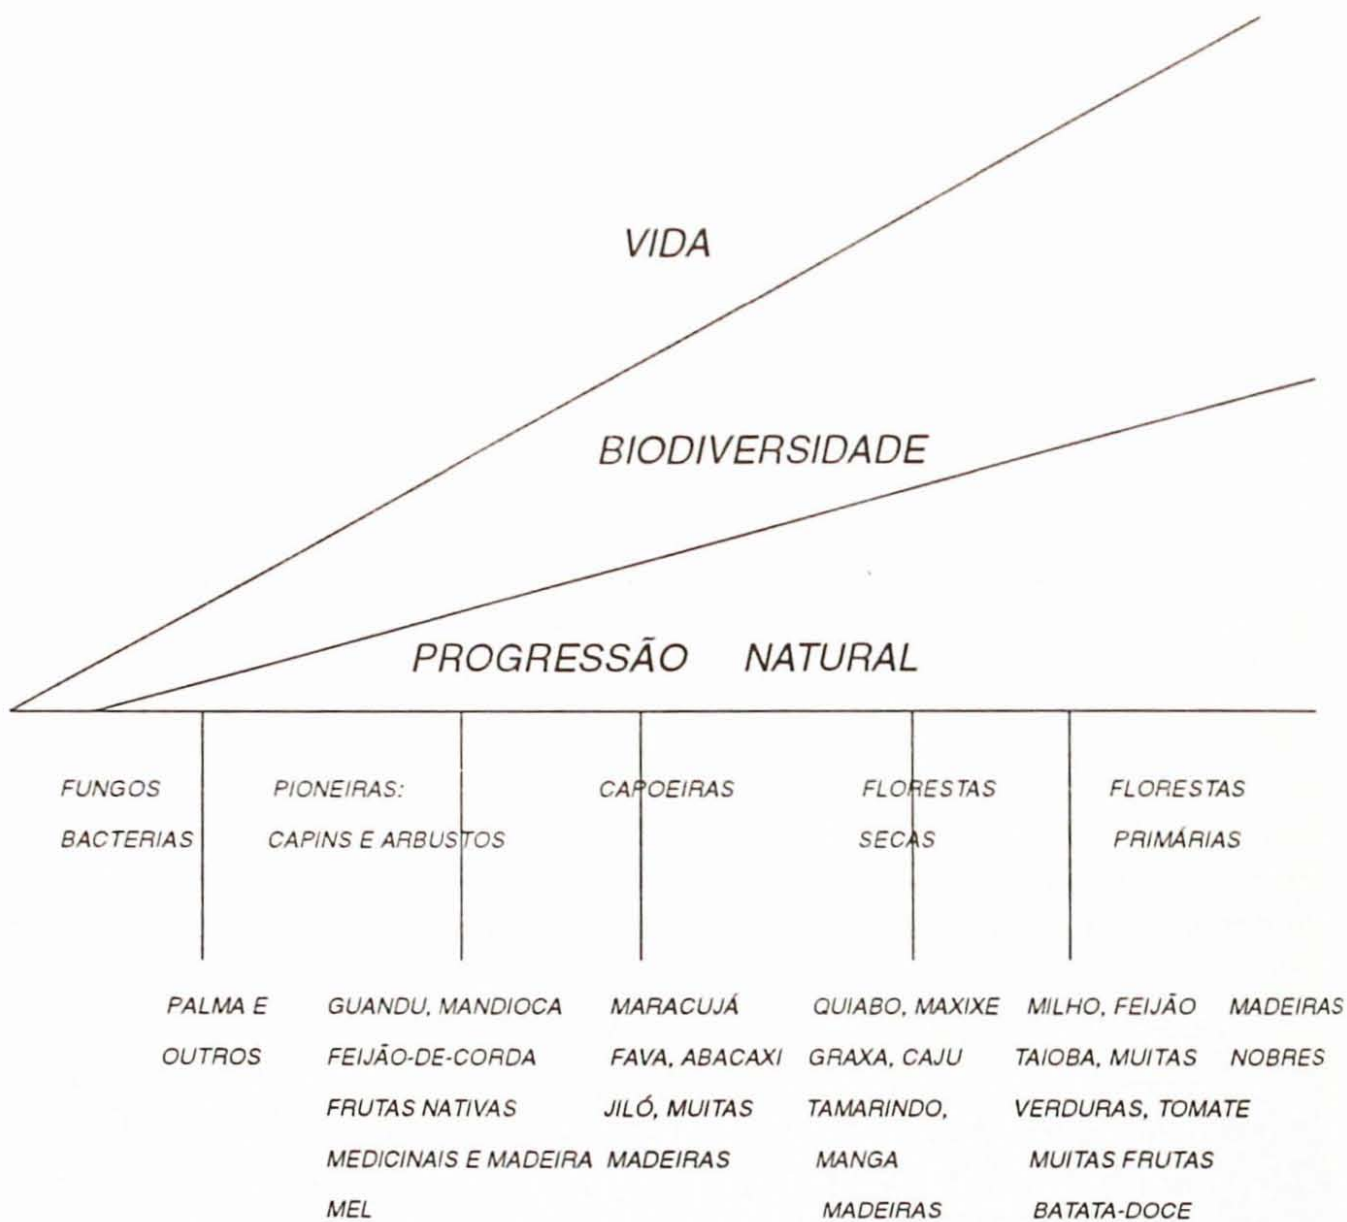 VIDA
BIODIVERSIDADE
PROGRESSÃO NATURAL
FUNGOS
BACTERIAS
PIONEIRAS:
CAPINS E ARBUSTOS
CAPOEIRAS
FLORESTAS
SECAS
FLORESTAS
PRIMÁRIAS
PALMA E
OUTROS
GUANDU, MANDIOCA
FEIJÃO-DE-CORDA
FRUTAS NATIVAS
MEDICINAIS E MADEIRA
MEL
MARACUJÁ
FAVA, ABACAXI
JILÓ, MUITAS
MADEIRAS
QUIABO, MAXIXE
GRAXA, CAJU
TAMARINDO,
MANGA
MADEIRAS
MILHO, FEIJÃO
TAIOBA, MUITAS
VERDURAS, TOMATE
MUITAS FRUTAS
BATATA-DOCE
MADEIRAS
NOBRES